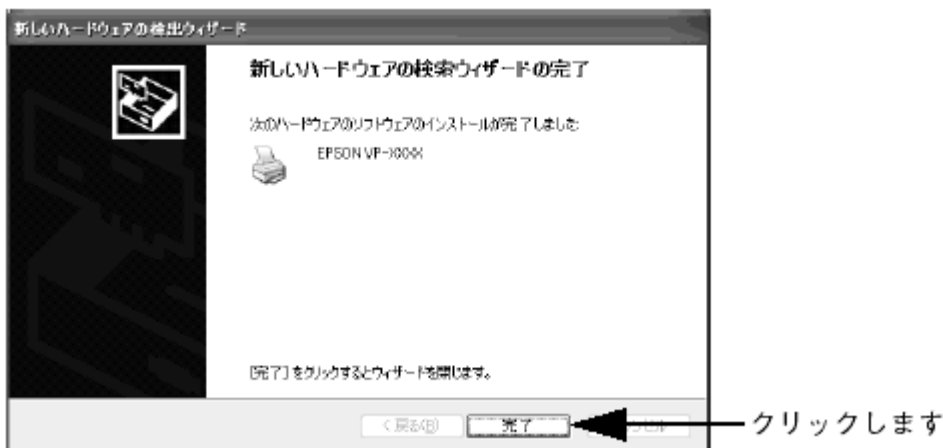 新しいハードウェアの検出ウィザード
新しいハードウェアの検索ウィザードの完了
次のハードウェアのソフトウェアのインストールが完了しました:
EPSON VP-XXXX
[完了] をクリックするとウィザードを閉じます。
< 戻る(B)
完了
クリックします